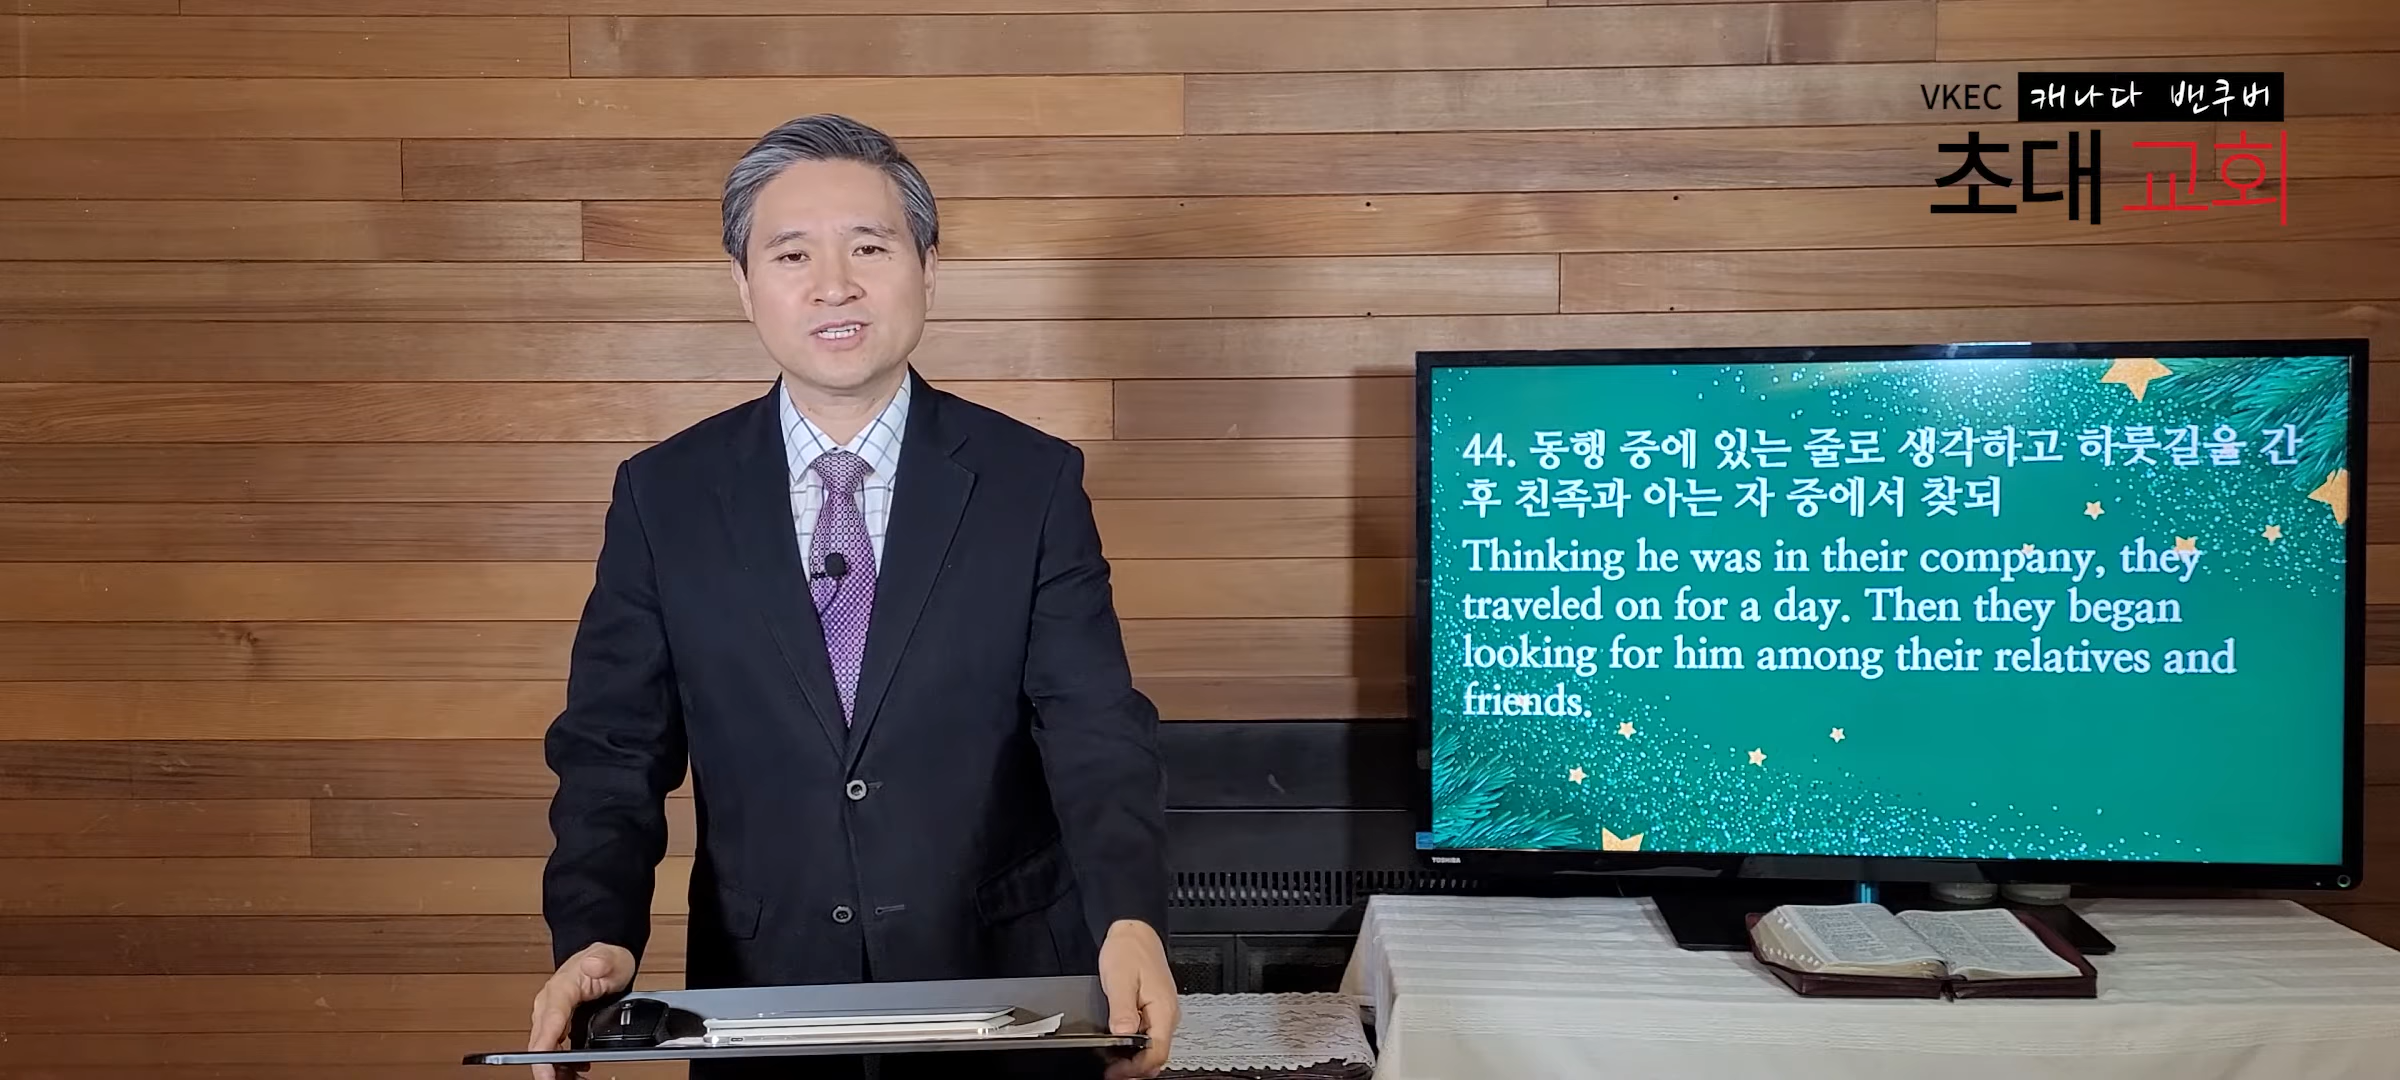 VKEC 캐나다 밴쿠버
초대교회
44. 동행 중에 있는 줄로 생각하고 하룻길을 간
후 친족과 아는 자 중에서 찾되
Thinking he was in their company, they
traveled on for a day. Then they began
looking for him among their relatives and
friends.
TOSHIBA